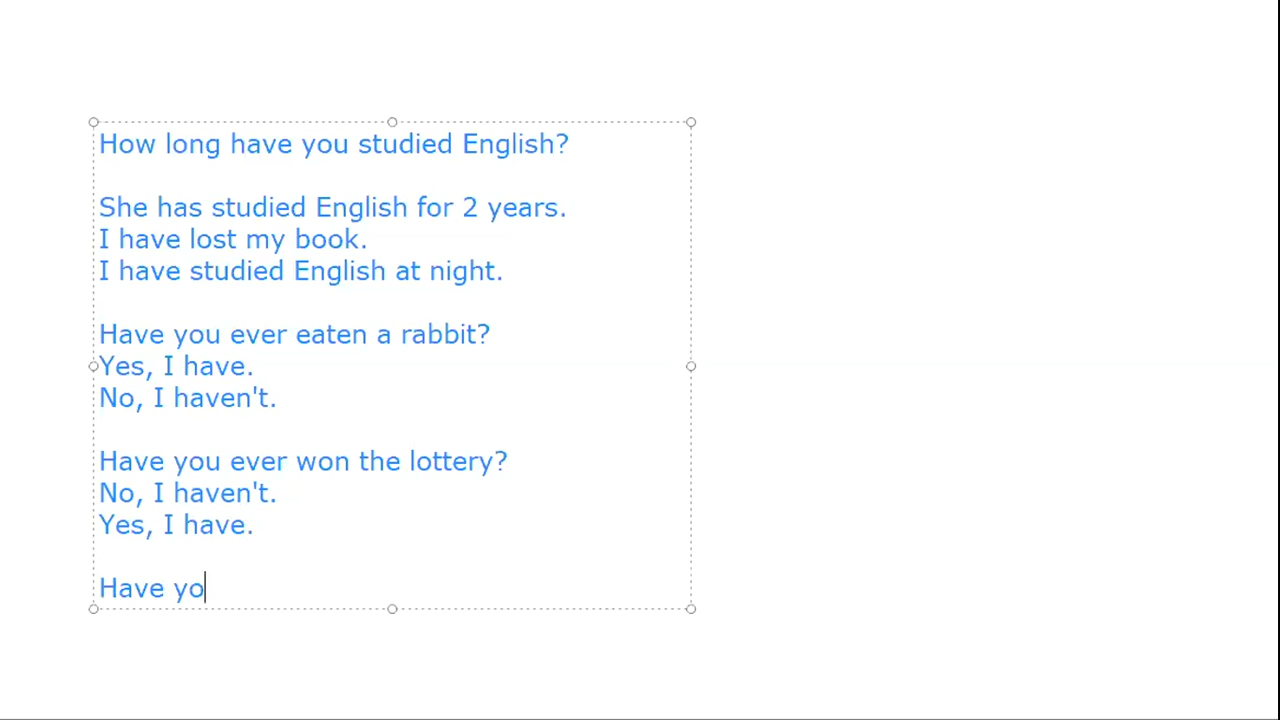 How long have you studied English?
She has studied English for 2 years.
I have lost my book.
I have studied English at night.
Have you ever eaten a rabbit?
Yes, I have.
No, I haven't.
Have you ever won the lottery?
No, I haven't.
Yes, I have.
Have yo